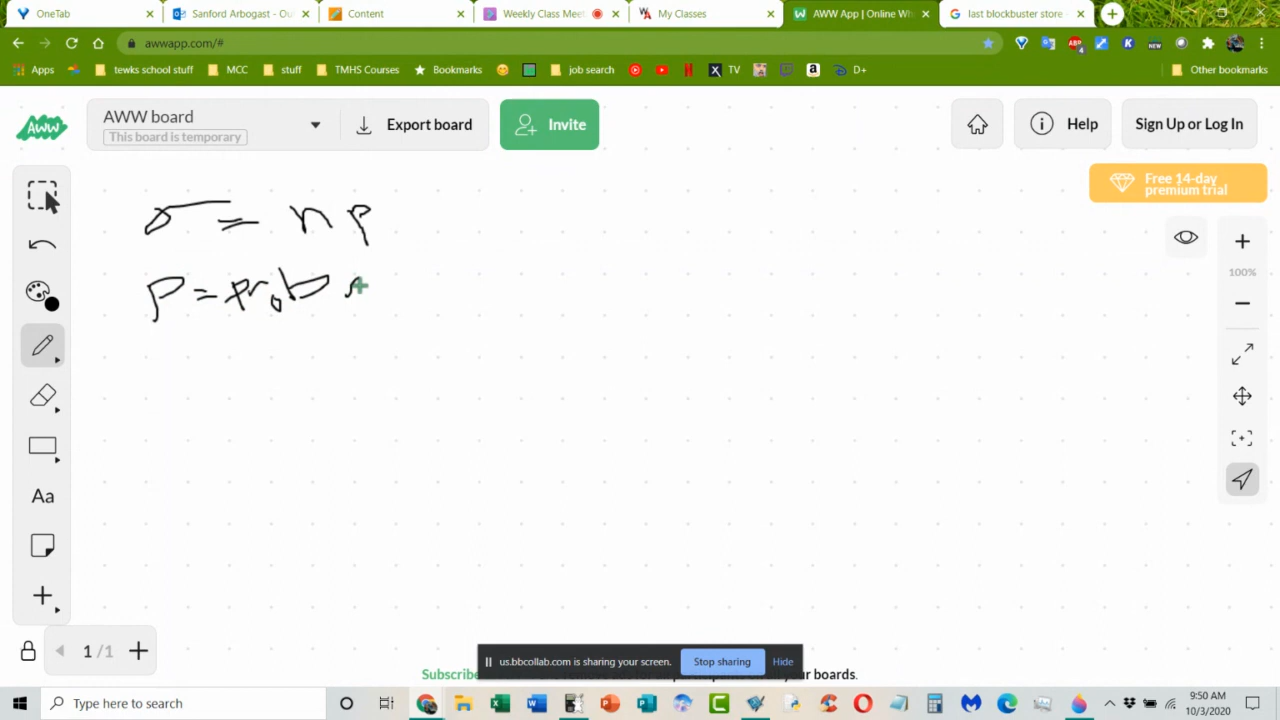 OneTab
Sanford Arbogast - Ou
Content
Weekly Class Meet
My Classes
AWW App | Online Wh
last blockbuster store -
awwapp.com/#
Apps
tewks school stuff
MCC
stuff
TMHS Courses
Bookmarks
job search
TV
D+
Other bookmarks
AWW board
This board is temporary
Export board
Invite
Help
Sign Up or Log In
Free 14-day
premium trial
σ = n p
p = prob
100%
Aa
1 / 1
us.bbcollab.com is sharing your screen.
Stop sharing
Hide
Subscribe
your boards.
Type here to search
9:50 AM
10/3/2020